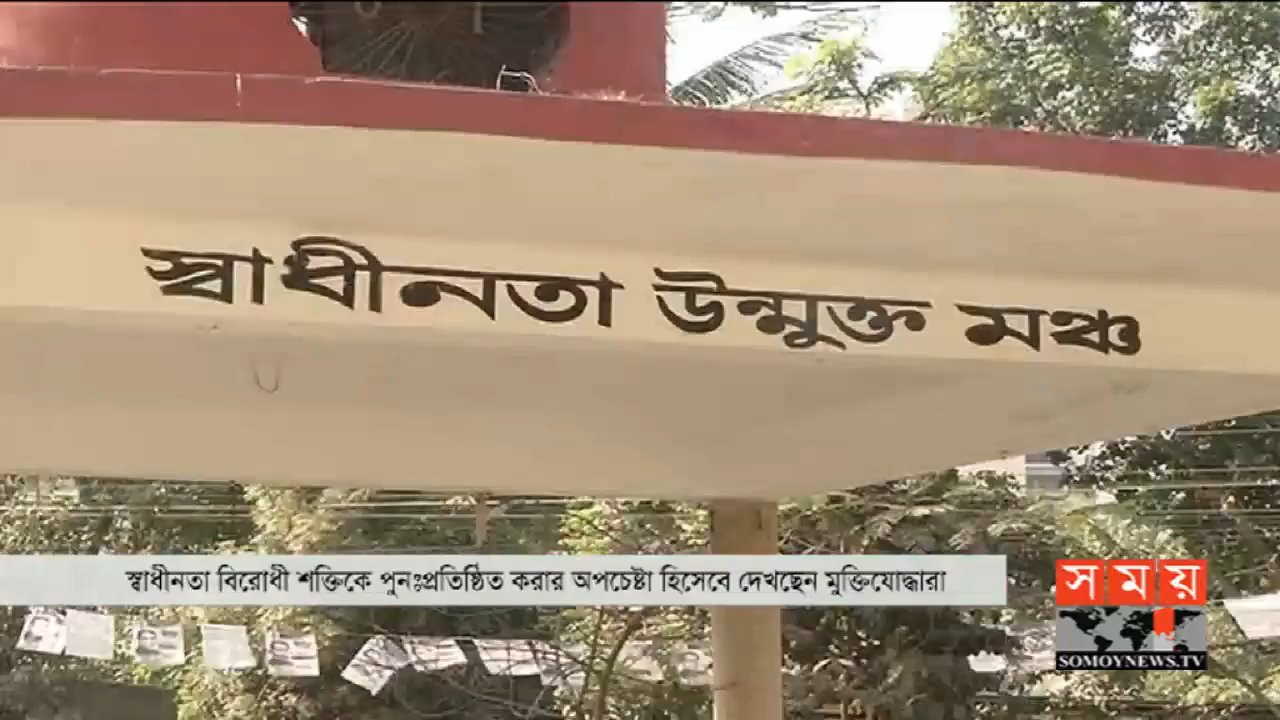 স্বাধীনতা উন্মুক্ত মঞ্চ
স্বাধীনতা বিরোধী শক্তিকে পুনঃপ্রতিষ্ঠিত করার অপচেষ্টা হিসেবে দেখছেন মুক্তিযোদ্ধারা
সময়
SOMOYNEWS.TV